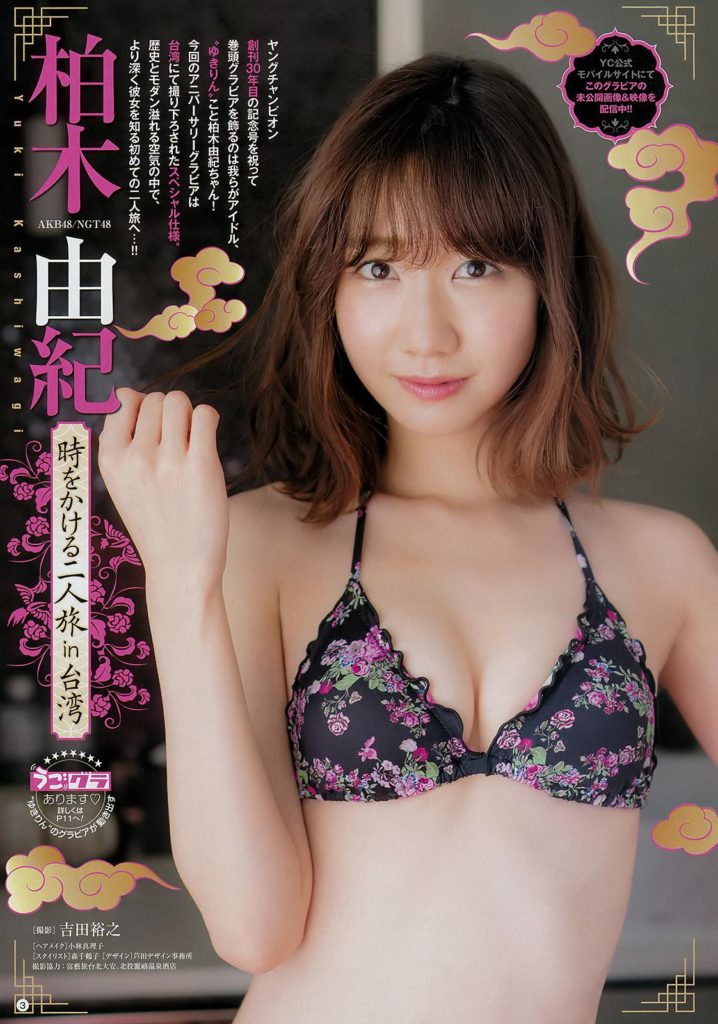 柏木由紀
Yuki Kashiwagi
AKB48/NGT48
時をかける二人旅 in 台湾
ヤングチャンピオン
創刊30年目の記念号を祝って
巻頭グラビアを飾るのは我らがアイドル、
“ゆきりん”こと柏木由紀ちゃん!
今回のアニバーサリーグラビアは
台湾にて撮り下ろされたスペシャル仕様。
歴史とモダン溢れる空気の中で、
より深く彼女を知る初めての二人旅へ…!!
YC公式
モバイルサイトにて
このグラビアの
未公開画像&映像を
配信中!!
うごくグラ
あります♡
詳しくは
P11へ!
“ゆきりん”のグラビアが動き出す
[撮影]吉田裕之
[ヘアメイク]小林真理子
[スタイリスト]森千鶴子 [デザイン]芦田デザイン事務所
撮影協力:富藝旅台北大安、北投麗禧温泉酒店
3